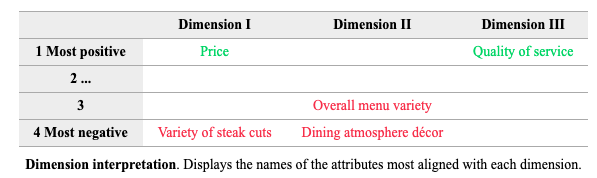 Dimension I Dimension II Dimension III
1 Most positive Price Quality of service
2 ...
3 Overall menu variety
4 Most negative Variety of steak cuts Dining atmosphere décor
Dimension interpretation. Displays the names of the attributes most aligned with each dimension.